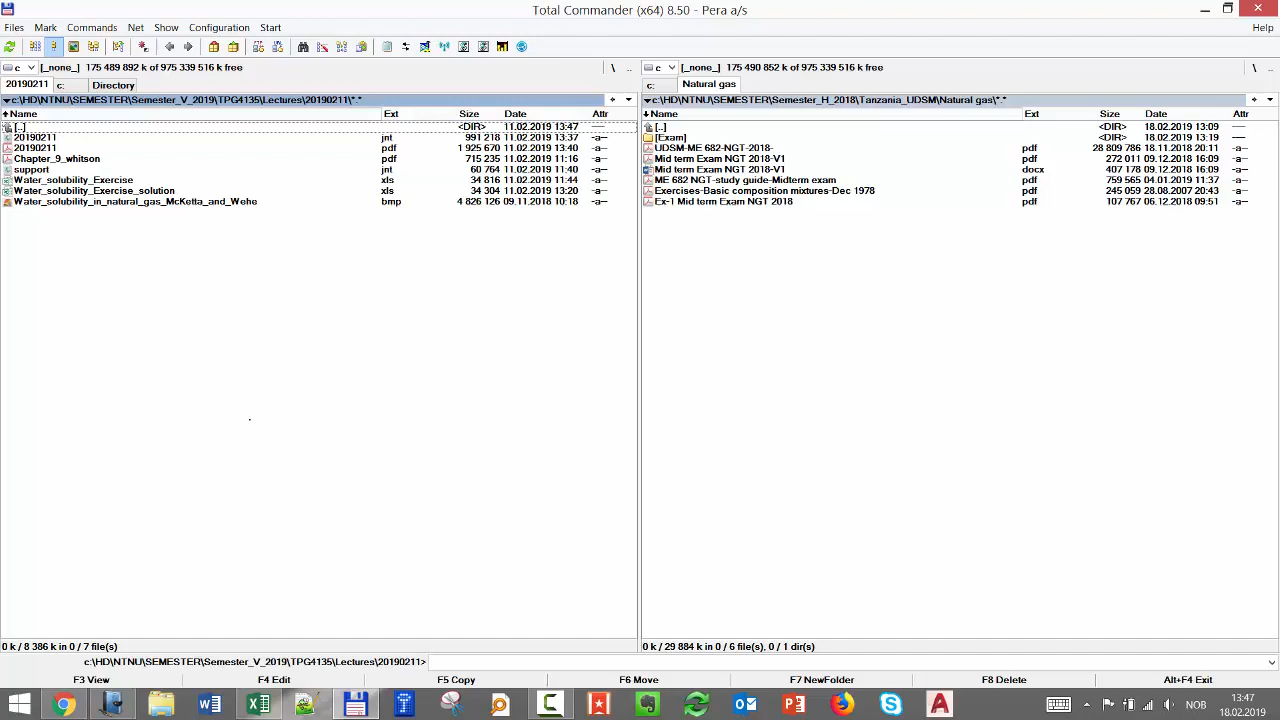 Total Commander (x64) 8.50 - Pera a/s
Files Mark Commands Net Show Configuration Start Help
c [_none_] 175 489 892 k of 975 339 516 k free \ ..
c [_none_] 175 490 852 k of 975 339 516 k free \ ..
20190211 c: Directory
c: Natural gas
c:\HD\NTNU\SEMESTER\Semester_V_2019\TPG4135\Lectures\20190211\*.*
c:\HD\NTNU\SEMESTER\Semester_H_2018\Tanzania_UDSM\Natural gas\*.*
Name Ext Size Date Attr
[..] <DIR> 11.02.2019 13:47 ----
20190211 jnt 991 218 11.02.2019 13:37 -a--
20190211 pdf 1 925 670 11.02.2019 13:40 -a--
Chapter_9_whitson pdf 715 235 11.02.2019 11:16 -a--
support jnt 60 764 11.02.2019 11:40 -a--
Water_solubility_Exercise xls 34 816 11.02.2019 11:44 -a--
Water_solubility_Exercise_solution xls 34 304 11.02.2019 13:20 -a--
Water_solubility_in_natural_gas_McKetta_and_Wehe bmp 4 826 126 09.11.2018 10:18 -a--
Name Ext Size Date Attr
[..] <DIR> 18.02.2019 13:09 ----
[Exam] <DIR> 18.02.2019 13:19 ----
UDSM-ME 682-NGT-2018- pdf 28 809 786 18.11.2018 20:11 -a--
Mid term Exam NGT 2018-V1 pdf 272 011 09.12.2018 16:09 -a--
Mid term Exam NGT 2018-V1 docx 407 178 09.12.2018 16:09 -a--
ME 682 NGT-study guide-Midterm exam pdf 759 565 04.01.2019 11:37 -a--
Exercises-Basic composition mixtures-Dec 1978 pdf 245 059 28.08.2007 20:43 -a--
Ex-1 Mid term Exam NGT 2018 pdf 107 767 06.12.2018 09:51 -a--
0 k / 8 386 k in 0 / 7 file(s)
0 k / 29 884 k in 0 / 6 file(s), 0 / 1 dir(s)
c:\HD\NTNU\SEMESTER\Semester_V_2019\TPG4135\Lectures\20190211>
F3 View F4 Edit F5 Copy F6 Move F7 NewFolder F8 Delete Alt+F4 Exit
NOR 13:47
18.02.2019